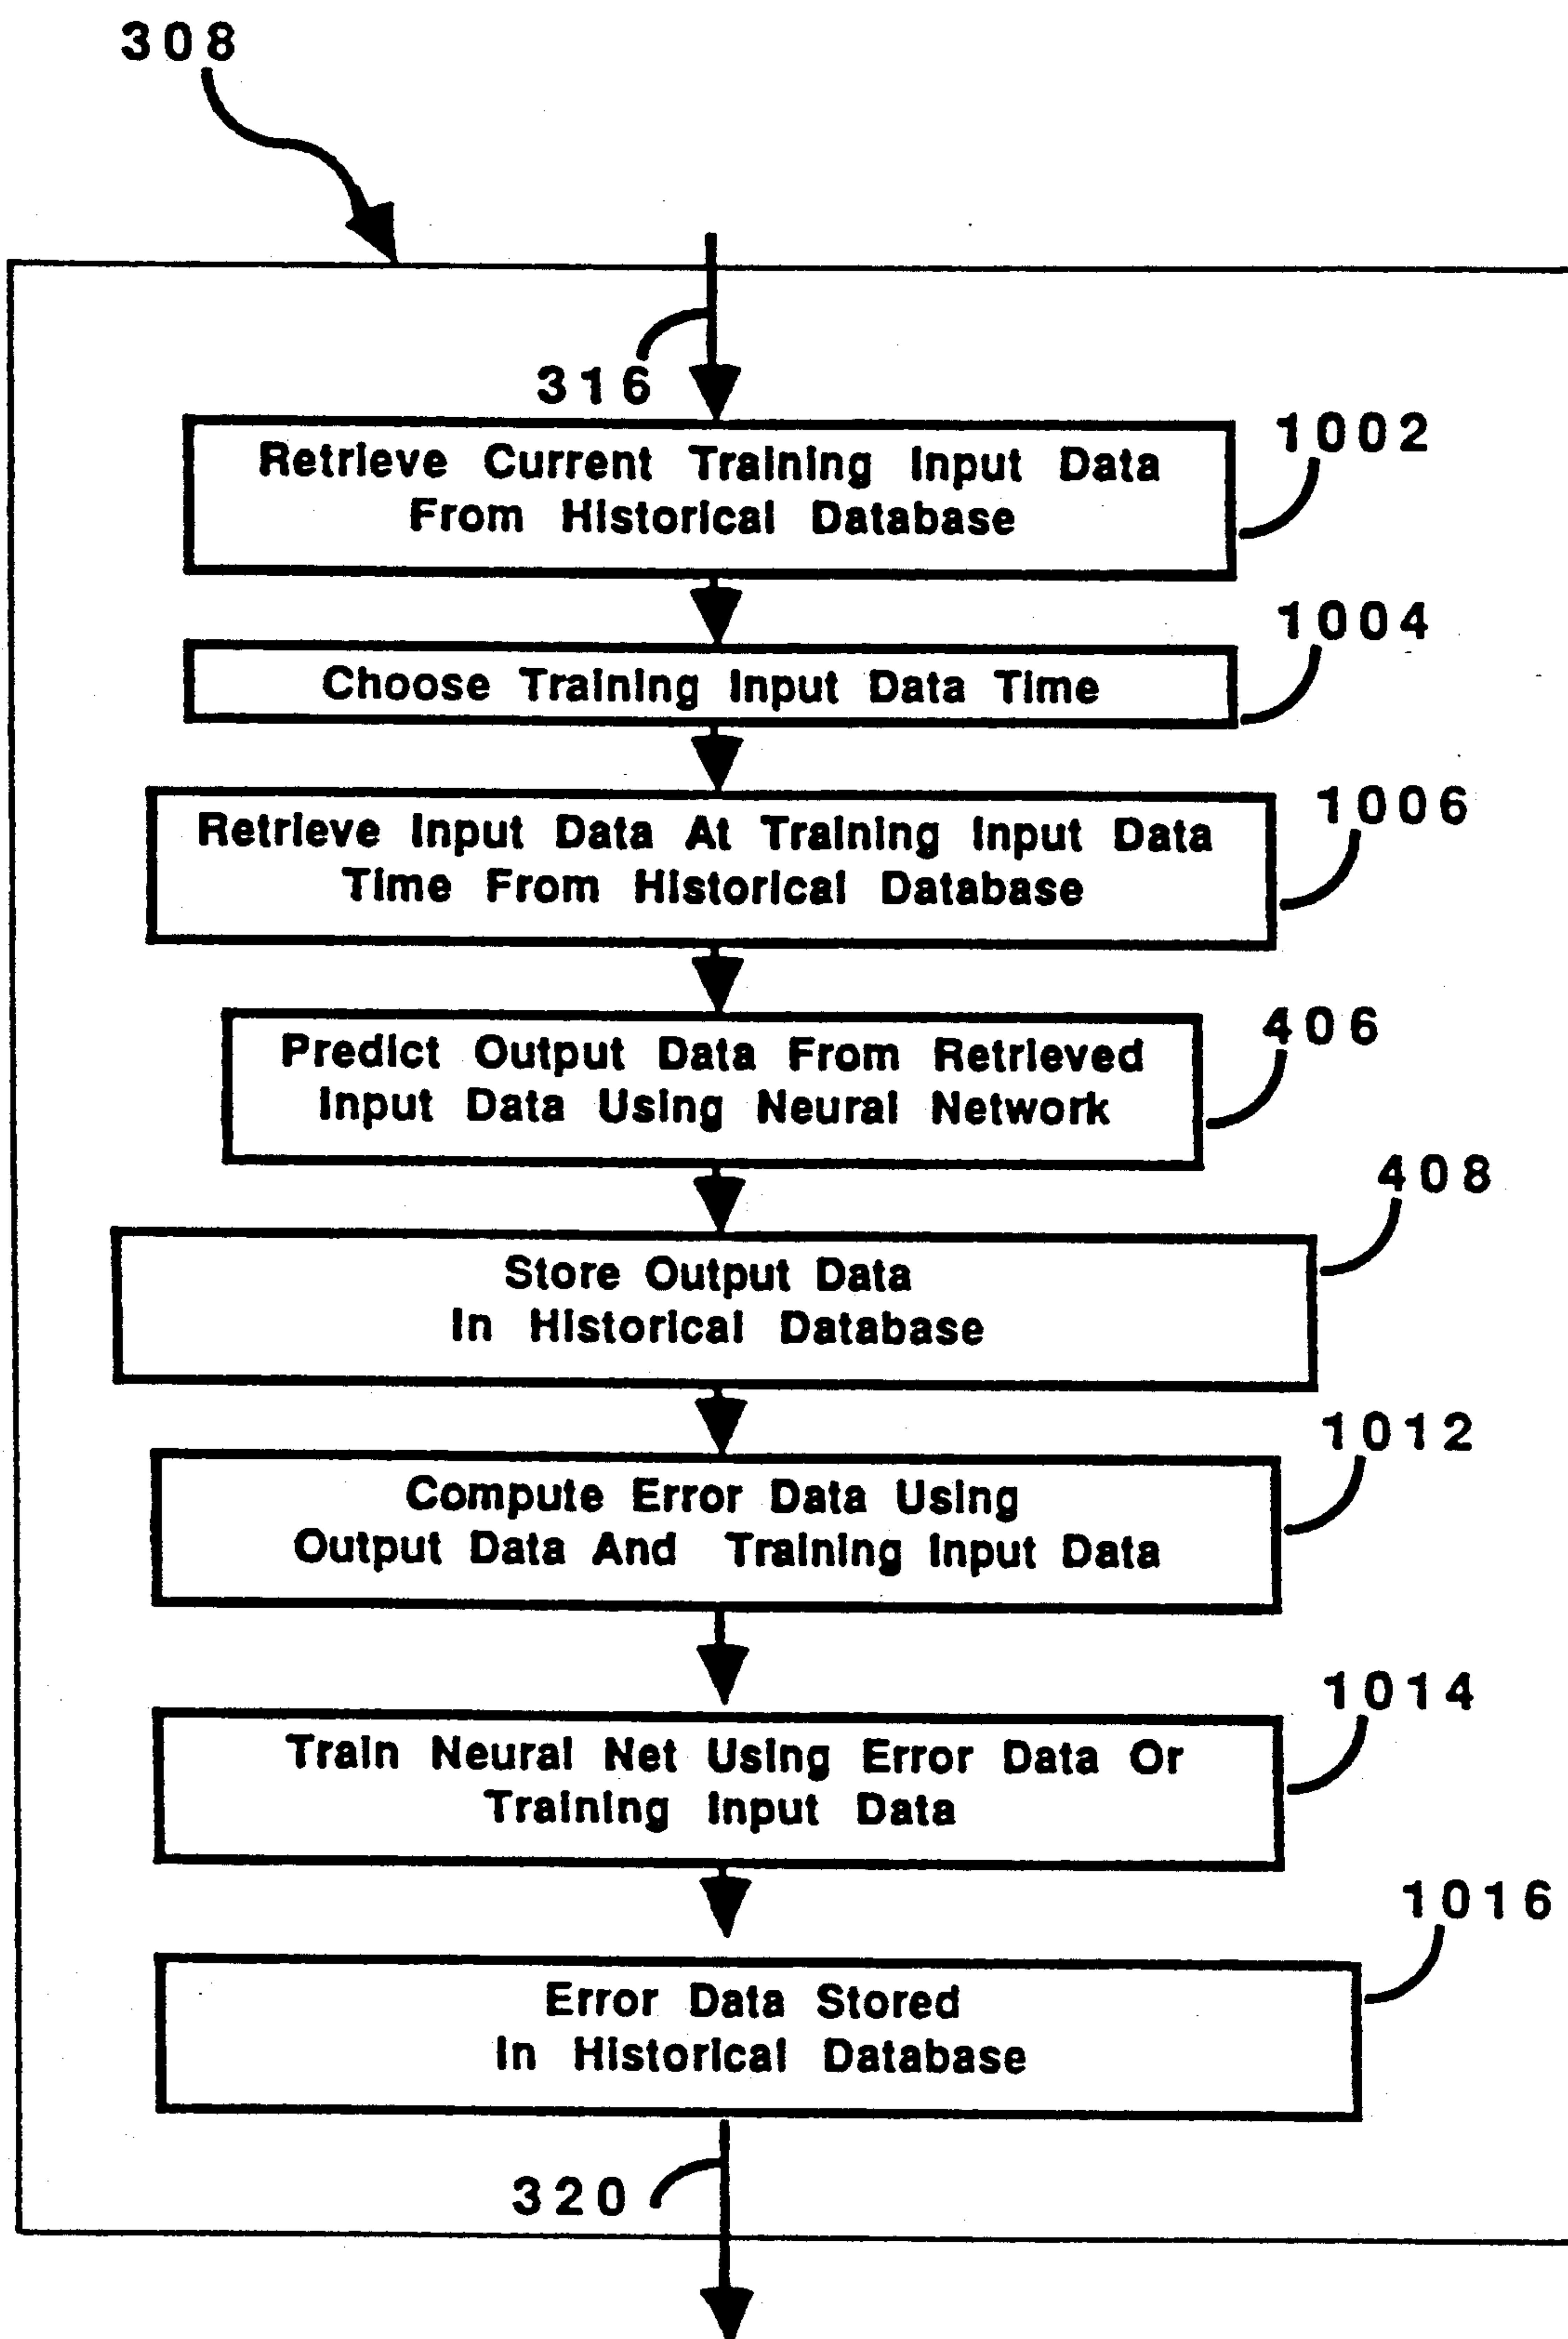 308
316
1002
Retrieve Current Training Input Data
From Historical Database
1004
Choose Training Input Data Time
1006
Retrieve Input Data At Training Input Data
Time From Historical Database
406
Predict Output Data From Retrieved
Input Data Using Neural Network
408
Store Output Data
In Historical Database
1012
Compute Error Data Using
Output Data And Training Input Data
1014
Train Neural Net Using Error Data Or
Training Input Data
1016
Error Data Stored
In Historical Database
320